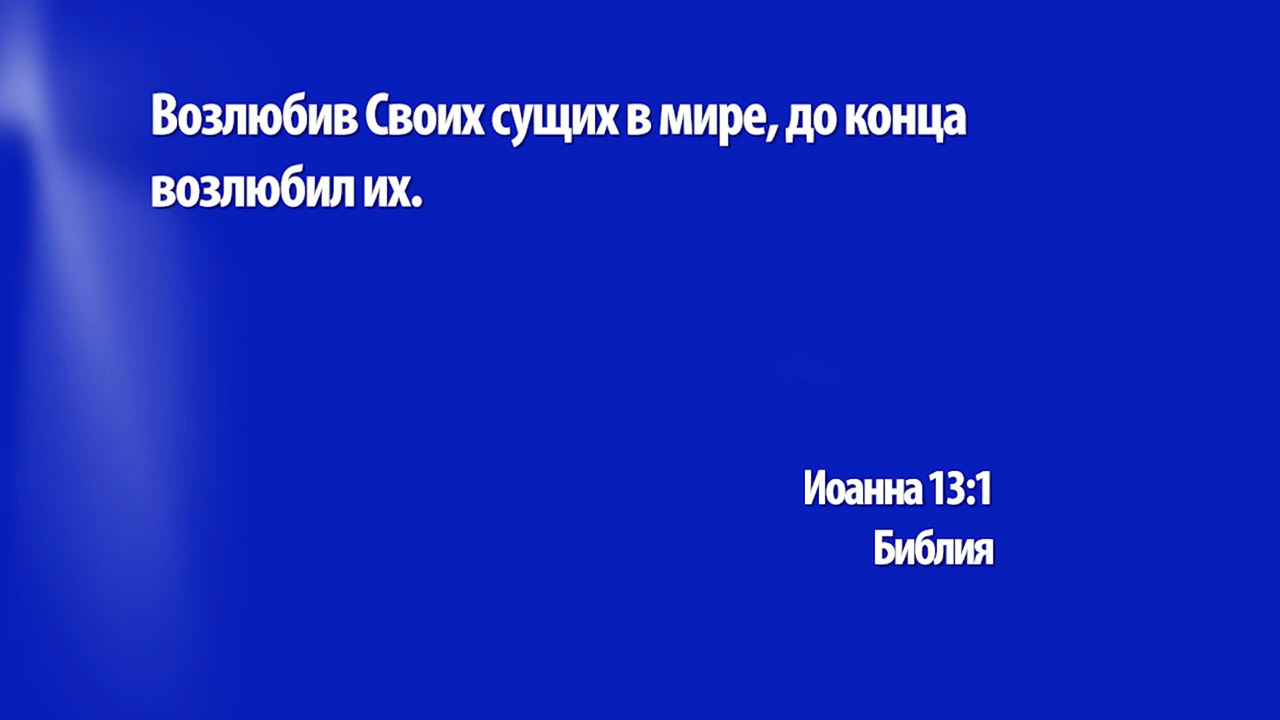 Возлюбив Своих сущих в мире, до конца
возлюбил их.
Иоанна 13:1
Библия